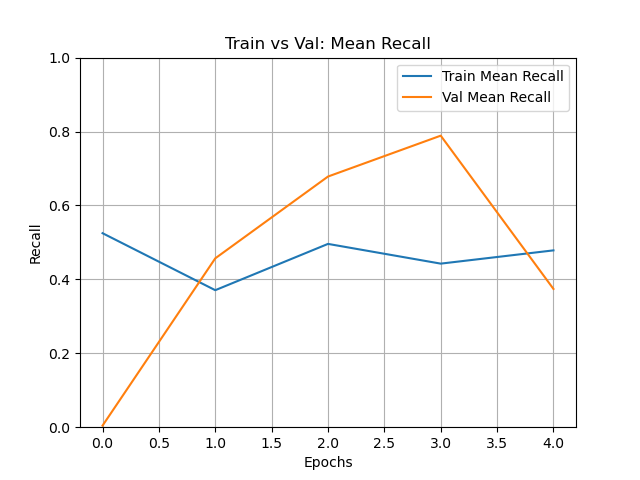 Train vs Val: Mean Recall
Train Mean Recall
Val Mean Recall
Recall
1.0
0.8
0.6
0.4
0.2
0.0
0.0 0.5 1.0 1.5 2.0 2.5 3.0 3.5 4.0
Epochs